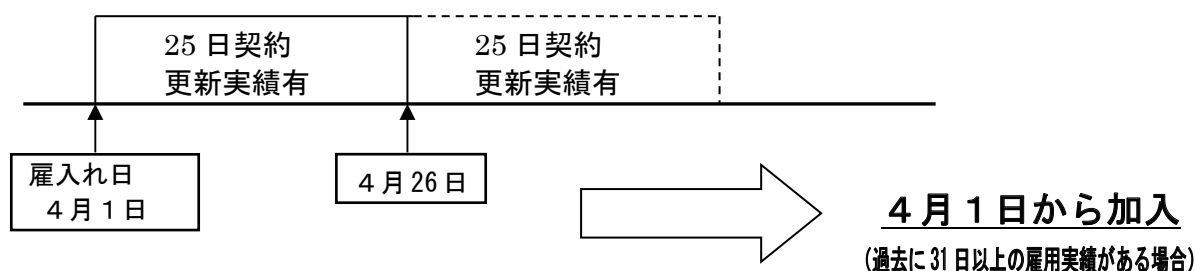 25日契約
更新実績有
25日契約
更新実績有
雇入れ日
４月１日
４月26日
４月１日から加入
(過去に31日以上の雇用実績がある場合)